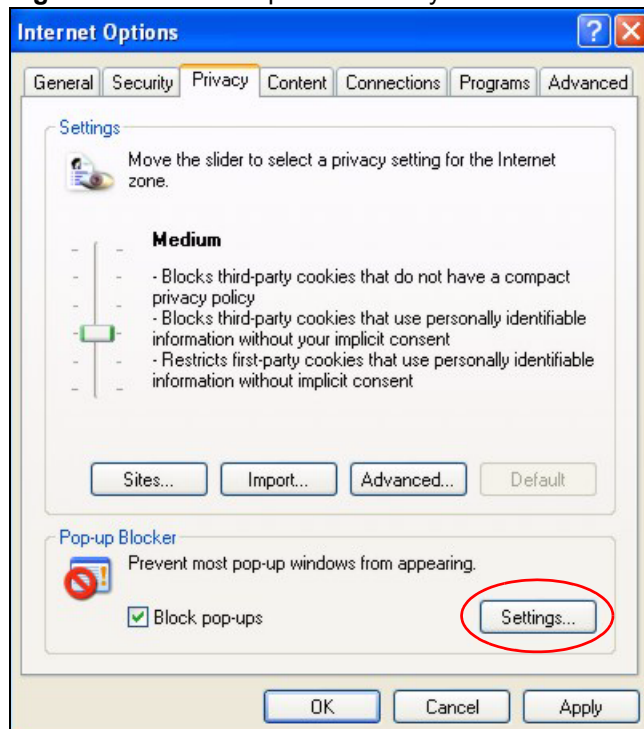 Internet Options
General Security Privacy Content Connections Programs Advanced
Settings
Move the slider to select a privacy setting for the Internet
zone.
Medium
- Blocks third-party cookies that do not have a compact
privacy policy
- Blocks third-party cookies that use personally identifiable
information without your implicit consent
- Restricts first-party cookies that use personally identifiable
information without implicit consent
Sites... Import... Advanced... Default
Pop-up Blocker
Prevent most pop-up windows from appearing.
Block pop-ups
Settings...
OK Cancel Apply